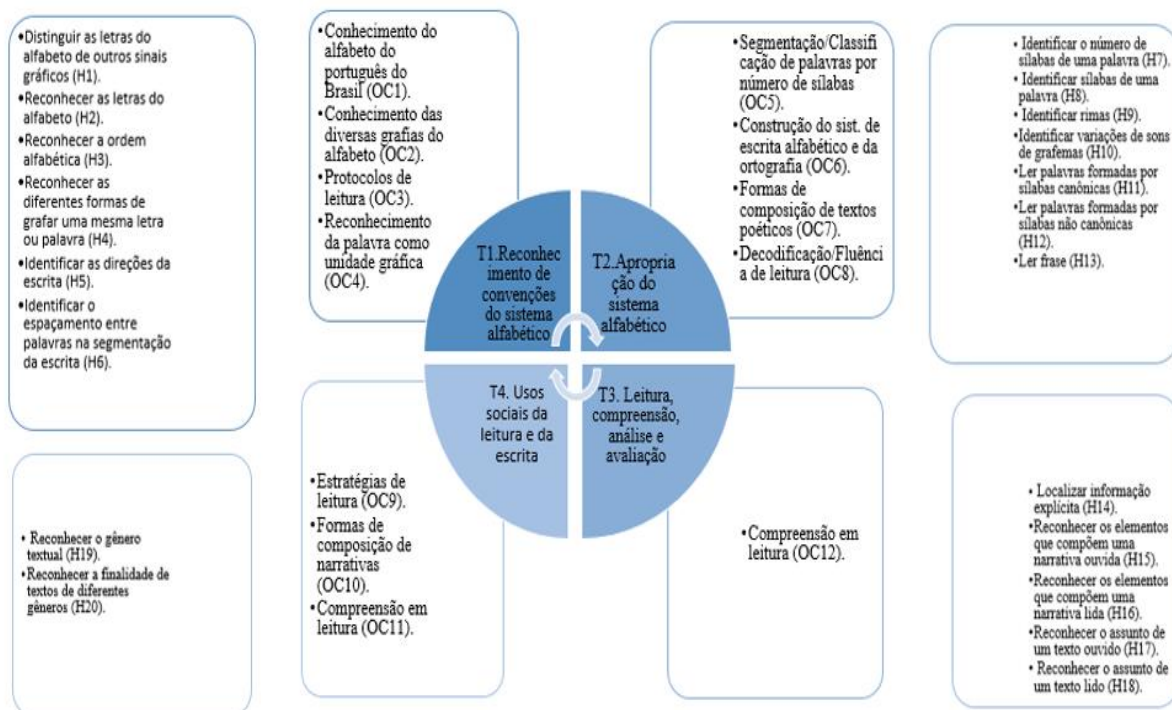 •Distinguir as letras do
alfabeto de outros sinais
gráficos (H1).
•Reconhecer as letras do
alfabeto (H2).
•Reconhecer a ordem
alfabética (H3).
•Reconhecer as
diferentes formas de
grafar uma mesma letra
ou palavra (H4).
•Identificar as direções da
escrita (H5).
•Identificar o
espaçamento entre
palavras na segmentação
da escrita (H6).
•Conhecimento do
alfabeto do
português do
Brasil (OC1).
•Conhecimento das
diversas grafias do
alfabeto (OC2).
•Protocolos de
leitura (OC3).
•Reconhecimento
da palavra como
unidade gráfica
(OC4).
T1.Reconhec
imento de
convenções
do sistema
alfabético
T2.Apropria
ção do
sistema
alfabético
•Segmentação/Classifi
cação de palavras por
número de sílabas
(OC5).
•Construção do sist. de
escrita alfabético e da
ortografia (OC6).
•Formas de
composição de textos
poéticos (OC7).
•Decodificação/Fluênci
a de leitura (OC8).
• Identificar o número de
sílabas de uma palavra (H7).
• Identificar sílabas de uma
palavra (H8).
• Identificar rimas (H9).
•Identificar variações de sons
de grafemas (H10).
•Ler palavras formadas por
sílabas canônicas (H11).
•Ler palavras formadas por
sílabas não canônicas
(H12).
•Ler frase (H13).
• Reconhecer o gênero
textual (H19).
• Reconhecer a finalidade de
textos de diferentes
gêneros (H20).
•Estratégias de
leitura (OC9).
•Formas de
composição de
narrativas
(OC10).
•Compreensão em
leitura (OC11).
T4. Usos
sociais da
leitura e da
escrita
T3. Leitura,
compreensão,
análise e
avaliação
•Compreensão em
leitura (OC12).
• Localizar informação
explícita (H14).
•Reconhecer os elementos
que compõem uma
narrativa ouvida (H15).
•Reconhecer os elementos
que compõem uma
narrativa lida (H16).
•Reconhecer o assunto de
um texto ouvido (H17).
• Reconhecer o assunto de
um texto lido (H18).